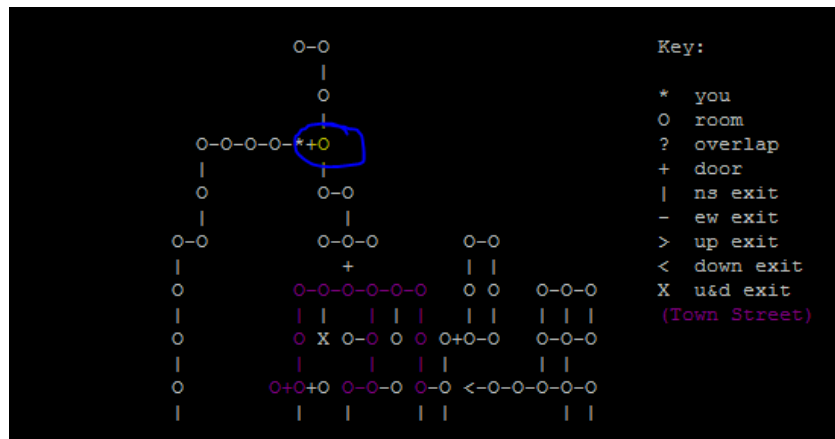 O-O Key:
|
O * you
| O room
O-O-O-O-*+O ? overlap
| | + door
O O-O | ns exit
| | - ew exit
O-O O-O-O O-O > up exit
| + | | < down exit
O O-O-O-O-O-O O O O-O-O X u&d exit
| | | | | | | | | | | (Town Street)
O O X O-O O O O+O-O O-O-O
| | | | | | |
O O+O+O O-O-O O-O <-O-O-O-O-O
| | | | | | |